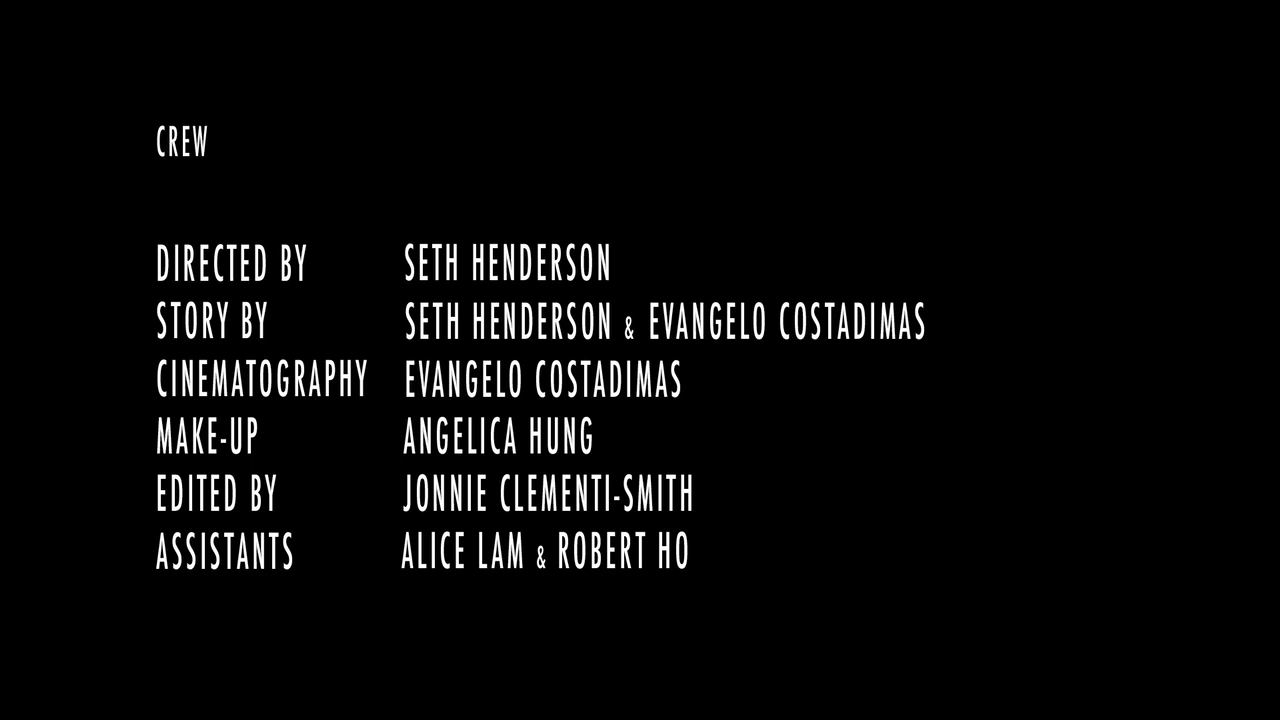 CREW
DIRECTED BY SETH HENDERSON
STORY BY SETH HENDERSON & EVANGELO COSTADIMAS
CINEMATOGRAPHY EVANGELO COSTADIMAS
MAKE-UP ANGELICA HUNG
EDITED BY JONNIE CLEMENTI-SMITH
ASSISTANTS ALICE LAM & ROBERT HO